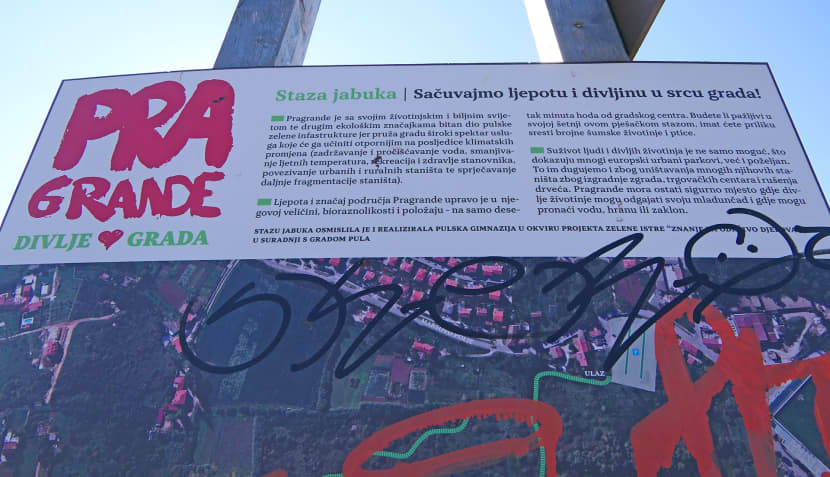 PRA
GRANDE
DIVLJE GRADA
Staza jabuka | Sačuvajmo ljepotu i divljinu u srcu grada!
Pragrande je sa svojim životinjskim i biljnim svije-
tom te drugim ekološkim značajkama bitan dio pulske
zelene infrastrukture jer pruža gradu široki spektar uslu-
ga koje će ga učiniti otpornijim na posljedice klimatskih
promjena (zadržavanje i pročišćavanje voda, smanjiva-
nje ljetnih temperatura, rekreacija i zdravlje stanovnika,
povezivanje urbanih i ruralnih staništa te sprječavanje
daljnje fragmentacije staništa).
Ljepota i značaj područja Pragrande upravo je u njegovoj
govoj veličini, bioraznolikosti i položaju - na samo dese-
tak minuta hoda od gradskog centra. Budete li pažljivi u
svojoj šetnji ovom pješačkom stazom, imat ćete priliku
sresti brojne šumske životinje i ptice.
Suživot ljudi i divljih životinja je ne samo moguć, što
dokazuju mnogi europski urbani parkovi, već i poželjan.
To im dugujemo i zbog uništavanja mnogih njihovih sta-
ništa zbog izgradnje zgrada, trgovačkih centara i rušenja
drveća. Pragrande mora ostati sigurno mjesto gdje div-
lje životinje mogu odgajati svoju mladunčad i gdje mogu
pronaći vodu, hranu ili zaklon.
STAZU JABUKA OSMISLILA JE I REALIZIRALA PULSKA GIMNAZIJA U OKVIRU PROJEKTA ZELENE ISTRE "ZNANJE
U SURADNJI S GRADOM PULA
ULAZ